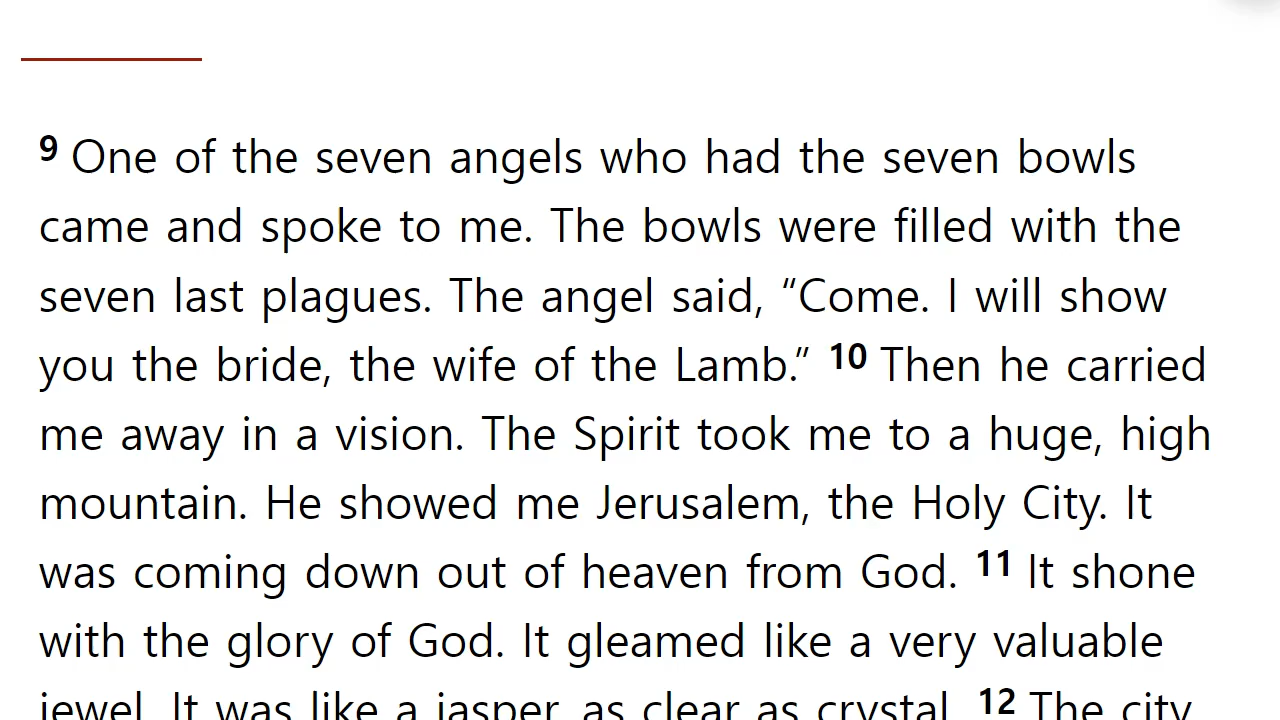 9 One of the seven angels who had the seven bowls
came and spoke to me. The bowls were filled with the
seven last plagues. The angel said, “Come. I will show
you the bride, the wife of the Lamb.” 10 Then he carried
me away in a vision. The Spirit took me to a huge, high
mountain. He showed me Jerusalem, the Holy City. It
was coming down out of heaven from God. 11 It shone
with the glory of God. It gleamed like a very valuable
jewel. It was like a jasper, as clear as crystal. 12 The city